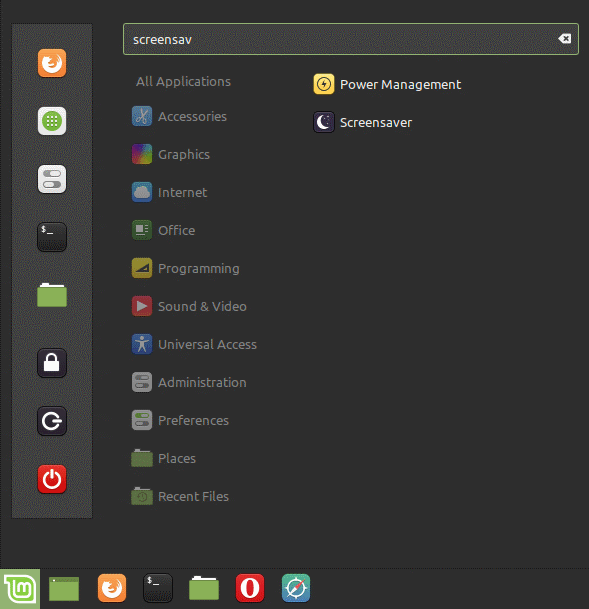 screensav
All Applications
Accessories
Graphics
Internet
Office
Programming
Sound & Video
Universal Access
Administration
Preferences
Places
Recent Files
Power Management
Screensaver
$_
$_